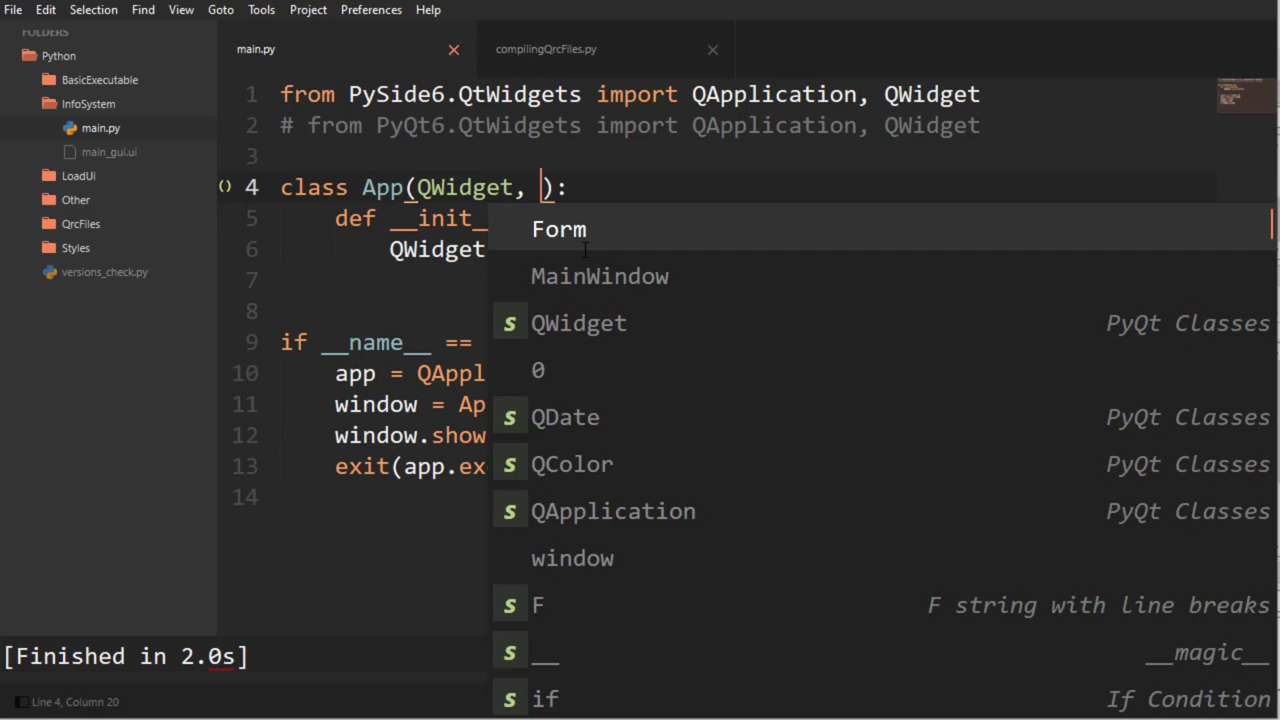 File Edit Selection Find View Goto Tools Project Preferences Help
FOLDERS
Python
BasicExecutable
InfoSystem
main.py
main_gui.ui
LoadUi
Other
QrcFiles
Styles
versions_check.py
main.py
compilingQrcFiles.py
1 from PySide6.QtWidgets import QApplication, QWidget
2 # from PyQt6.QtWidgets import QApplication, QWidget
3
4 class App(QWidget, ):
5 def __init_
6 QWidget
7
8
9 if __name__ ==
10 app = QAppl
11 window = Ap
12 window.show
13 exit(app.ex
14
Form
MainWindow
s QWidget PyQt Classes
0
s QDate PyQt Classes
s QColor PyQt Classes
s QApplication PyQt Classes
window
s F F string with line breaks
s __ __magic__
s if If Condition
[Finished in 2.0s]
Line 4, Column 20